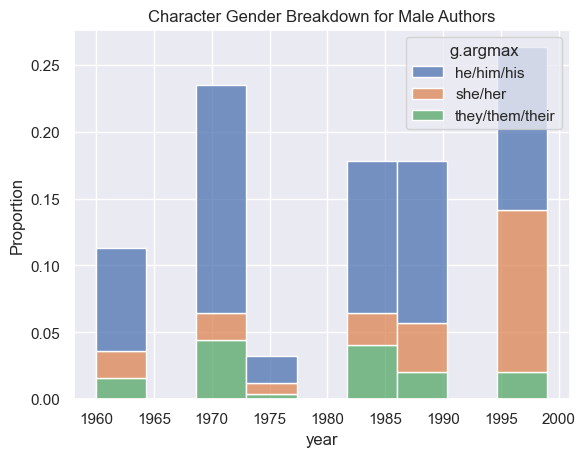 Character Gender Breakdown for Male Authors
g.argmax
he/him/his
she/her
they/them/their
Proportion
0.25
0.20
0.15
0.10
0.05
0.00
1960 1965 1970 1975 1980 1985 1990 1995 2000
year